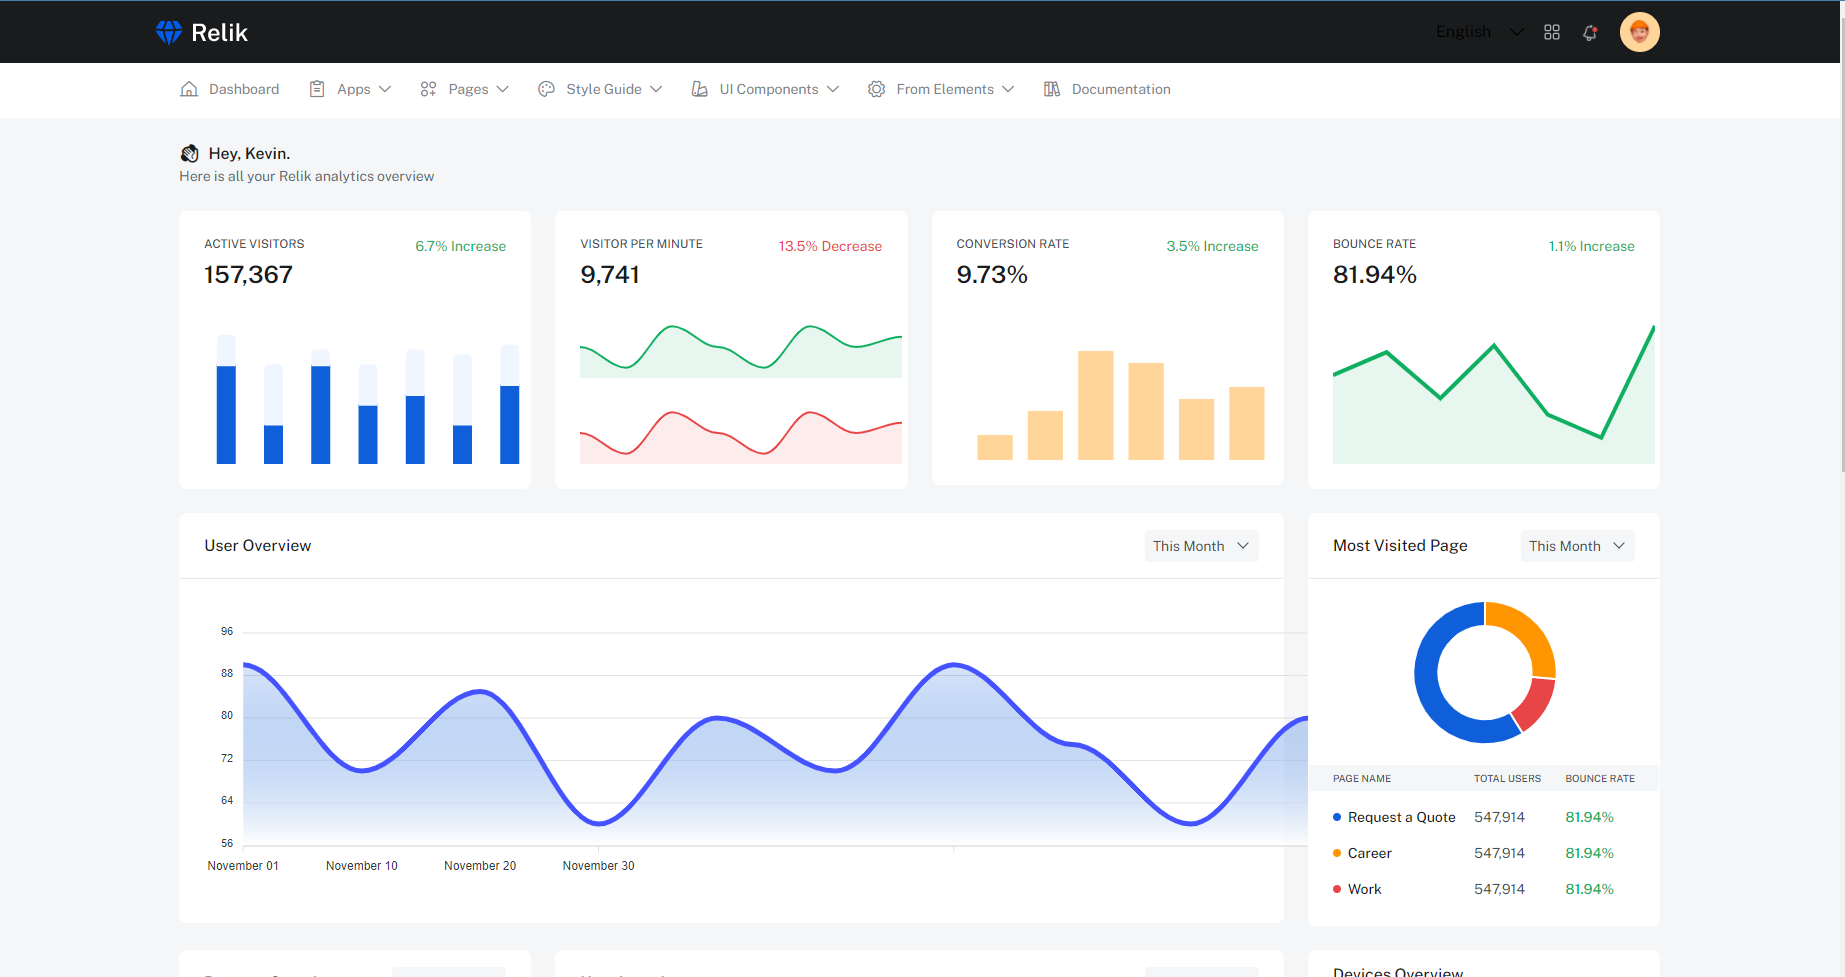 Relik
English
Dashboard Apps Pages Style Guide UI Components From Elements Documentation
Hey, Kevin.
Here is all your Relik analytics overview
ACTIVE VISITORS 6.7% Increase
157,367
VISITOR PER MINUTE 13.5% Decrease
9,741
CONVERSION RATE 3.5% Increase
9.73%
BOUNCE RATE 1.1% Increase
81.94%
User Overview This Month
96
88
80
72
64
56
November 01 November 10 November 20 November 30
Most Visited Page This Month
PAGE NAME TOTAL USERS BOUNCE RATE
Request a Quote 547,914 81.94%
Career 547,914 81.94%
Work 547,914 81.94%
Devices Overview